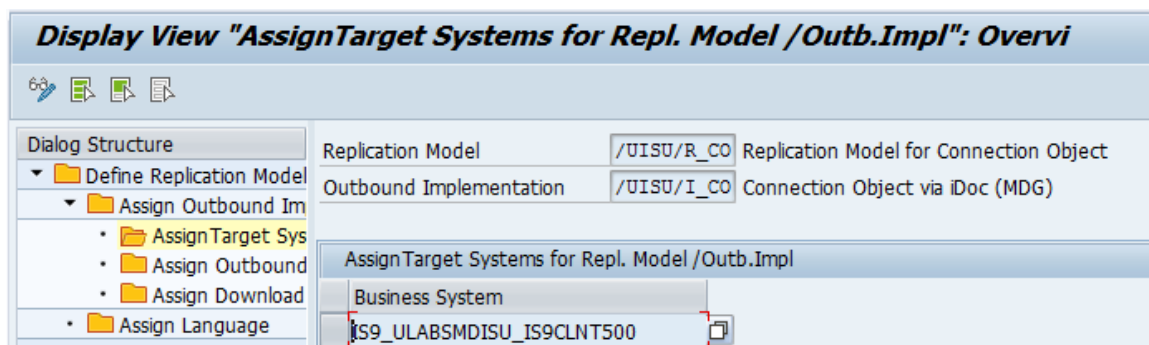 Display View "AssignTarget Systems for Repl. Model /Outb.Impl": Overvi
Dialog Structure
Define Replication Model
Assign Outbound Im
AssignTarget Sys
Assign Outbound
Assign Download
Assign Language
Replication Model /UISU/R_CO Replication Model for Connection Object
Outbound Implementation /UISU/I_CO Connection Object via iDoc (MDG)
AssignTarget Systems for Repl. Model /Outb.Impl
Business System
IS9_ULABSMDISU_IS9CLNT500